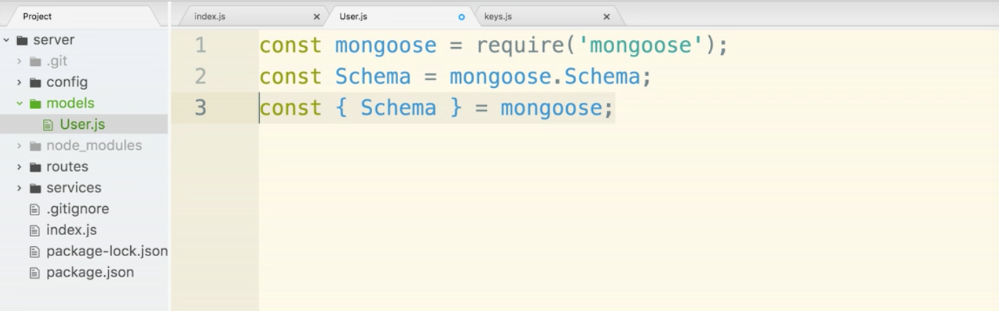 Project
server
.git
config
models
User.js
node_modules
routes
services
.gitignore
index.js
package-lock.json
package.json
index.js
User.js
keys.js
1 const mongoose = require('mongoose');
2 const Schema = mongoose.Schema;
3 const { Schema } = mongoose;